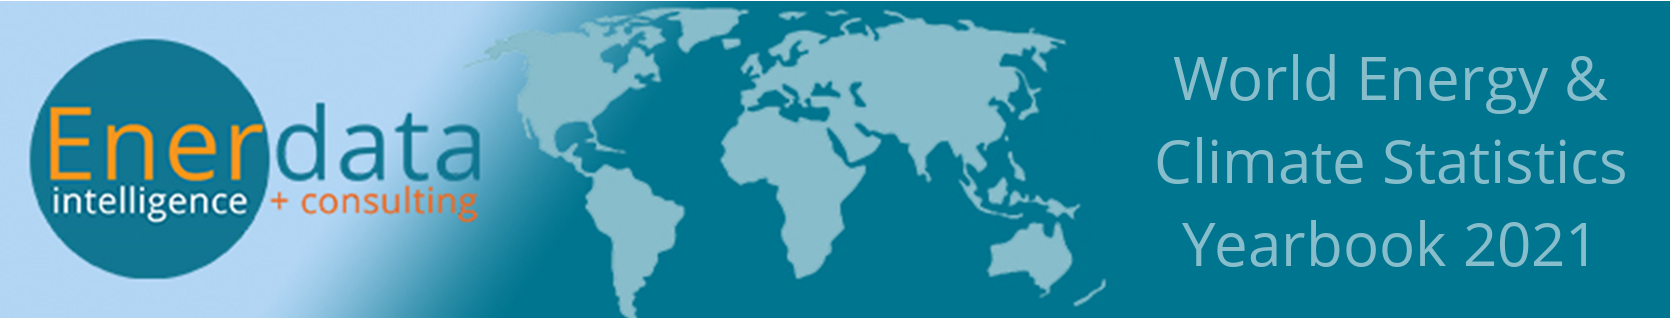 Enerdata
intelligence + consulting
World Energy &
Climate Statistics
Yearbook 2021